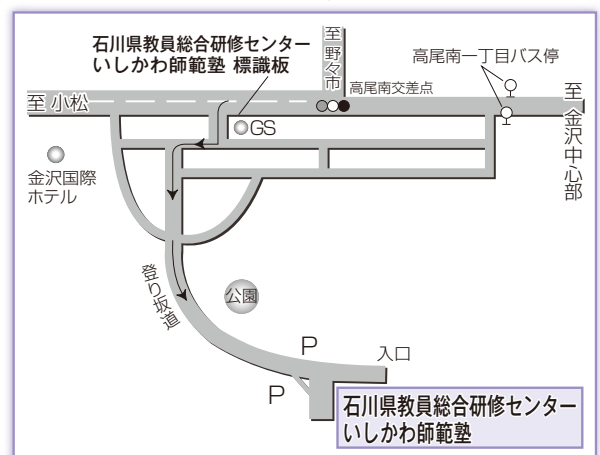 石川県教員総合研修センター
いしかわ師範塾 標識板
至 野々市
高尾南一丁目バス停
高尾南交差点
至 小松
至 金沢中心部
GS
金沢国際
ホテル
登り坂道
公園
P
入口
P
石川県教員総合研修センター
いしかわ師範塾